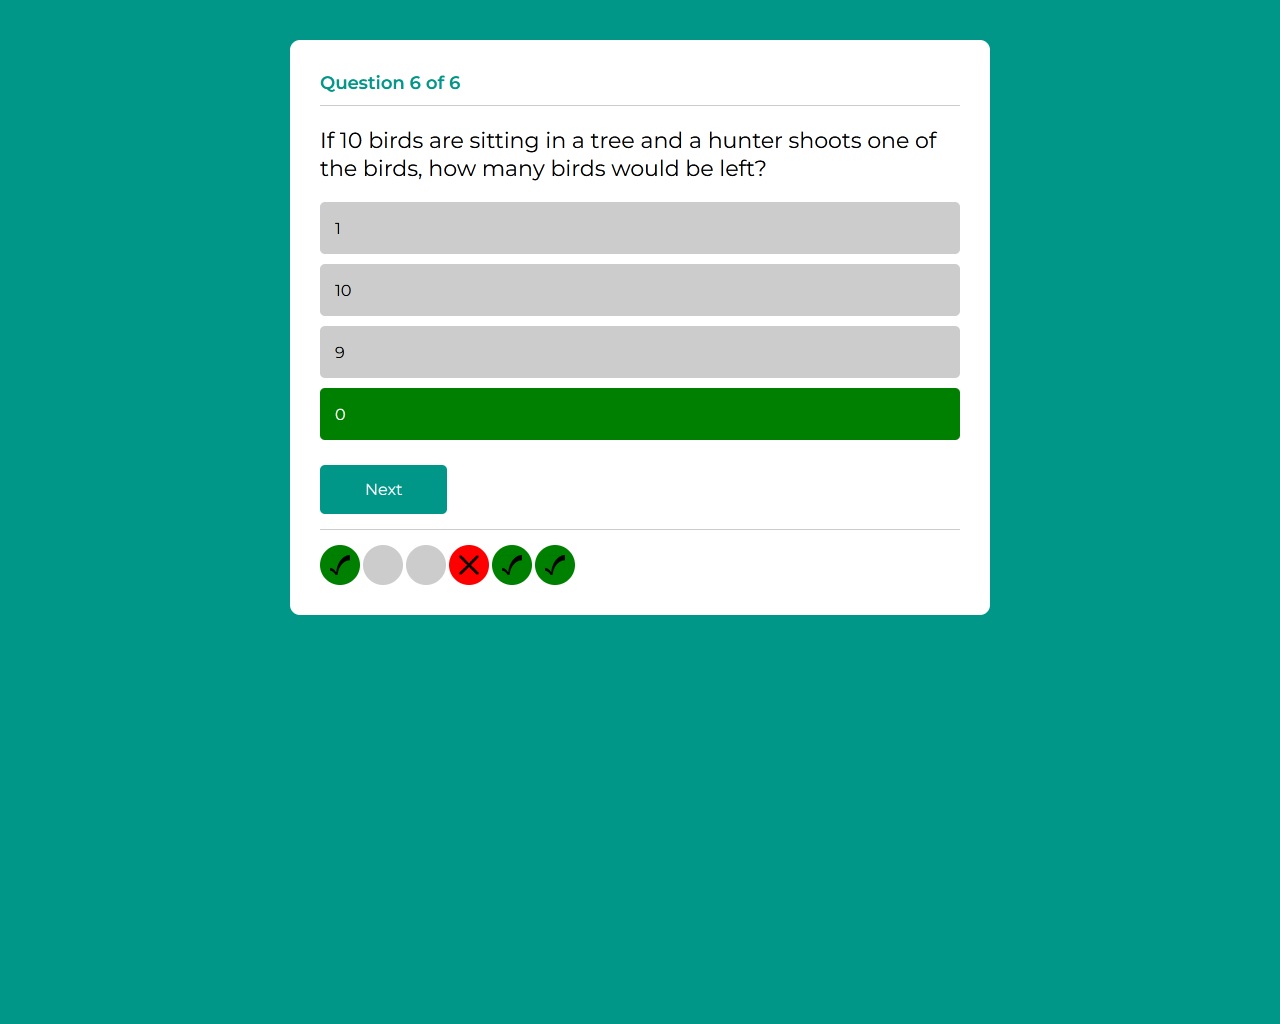 Question 6 of 6
If 10 birds are sitting in a tree and a hunter shoots one of
the birds, how many birds would be left?
1
10
9
0
Next